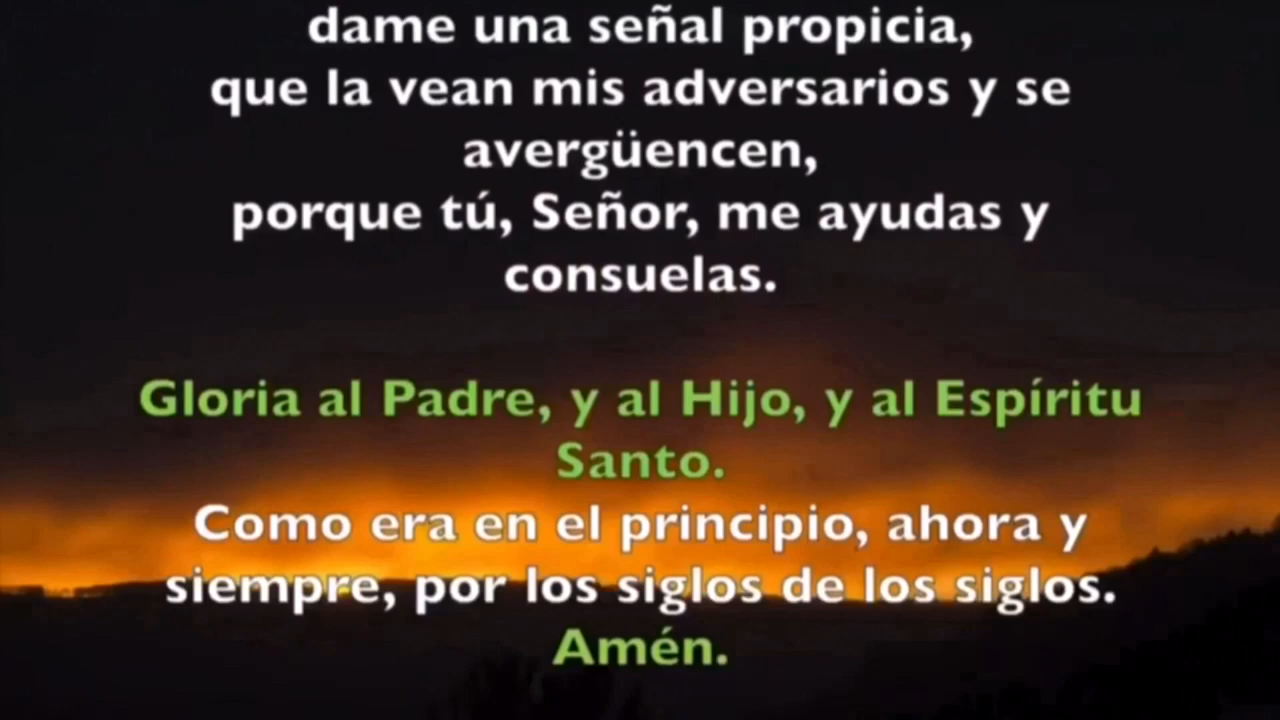 dame una señal propicia,
que la vean mis adversarios y se
avergüencen,
porque tú, Señor, me ayudas y
consuelas.
Gloria al Padre, y al Hijo, y al Espíritu
Santo.
Como era en el principio, ahora y
siempre, por los siglos de los siglos.
Amén.